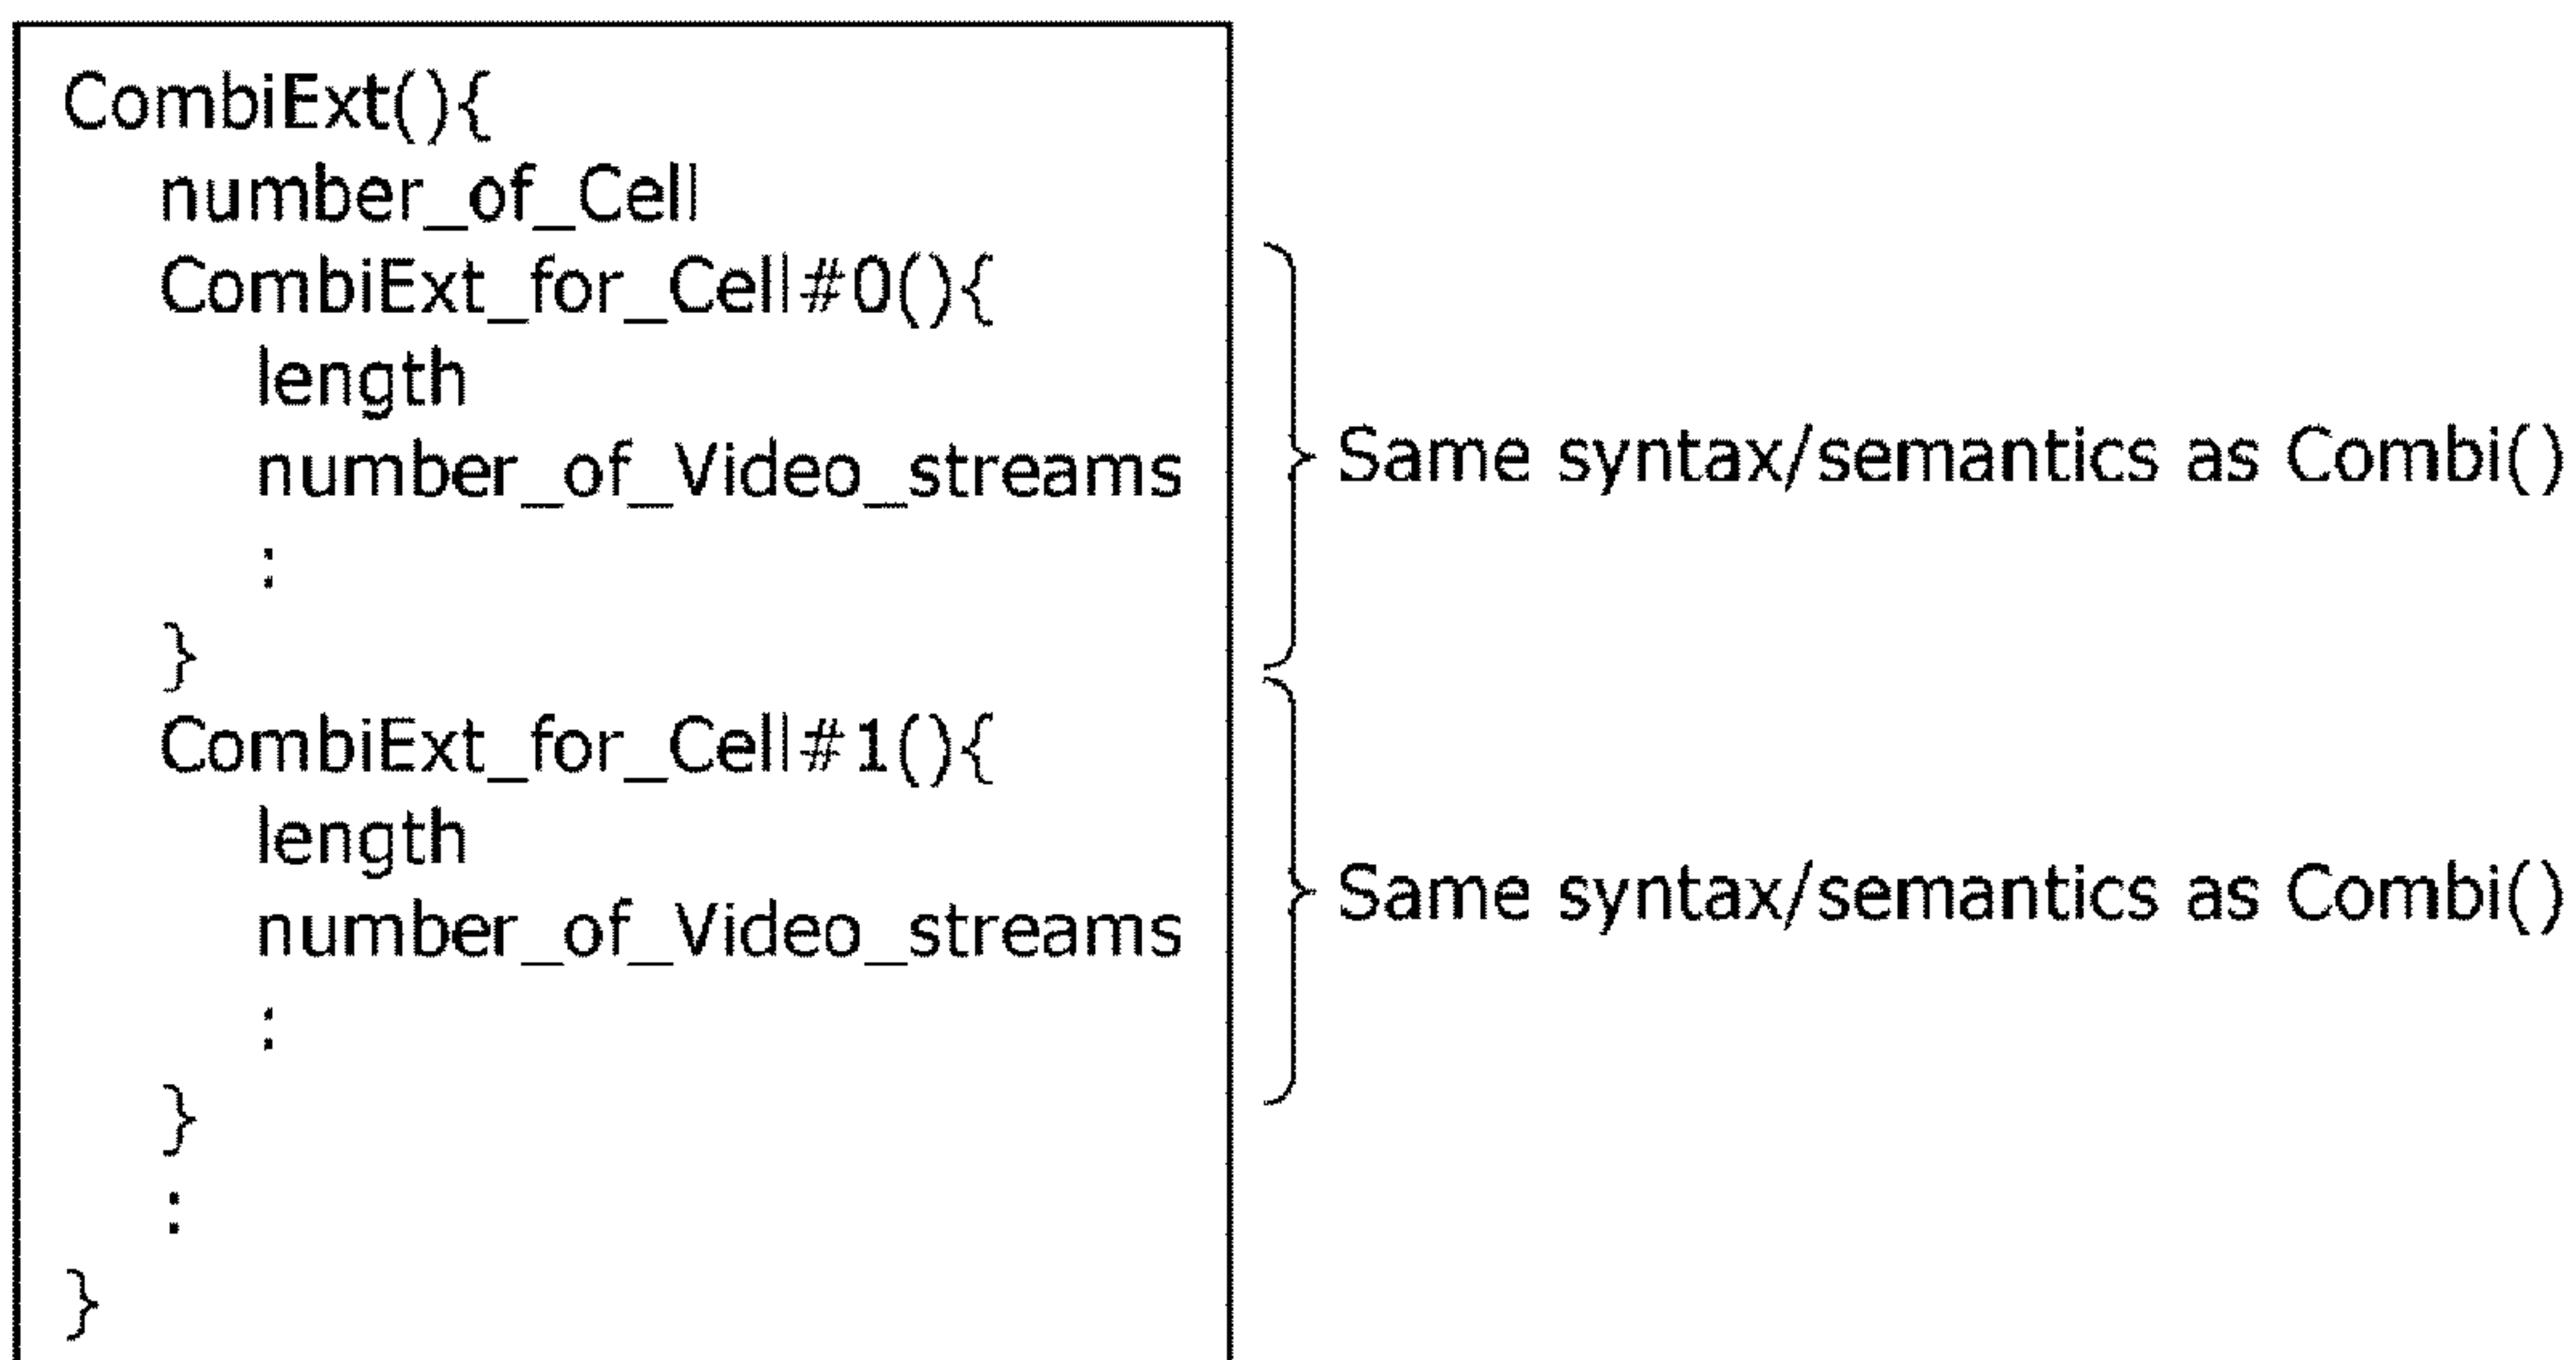 CombiExt(){
number_of_Cell
CombiExt_for_Cell#0(){
length
number_of_Video_streams
:
}
Same syntax/semantics as Combi()
CombiExt_for_Cell#1(){
length
number_of_Video_streams
:
}
Same syntax/semantics as Combi()
:
}